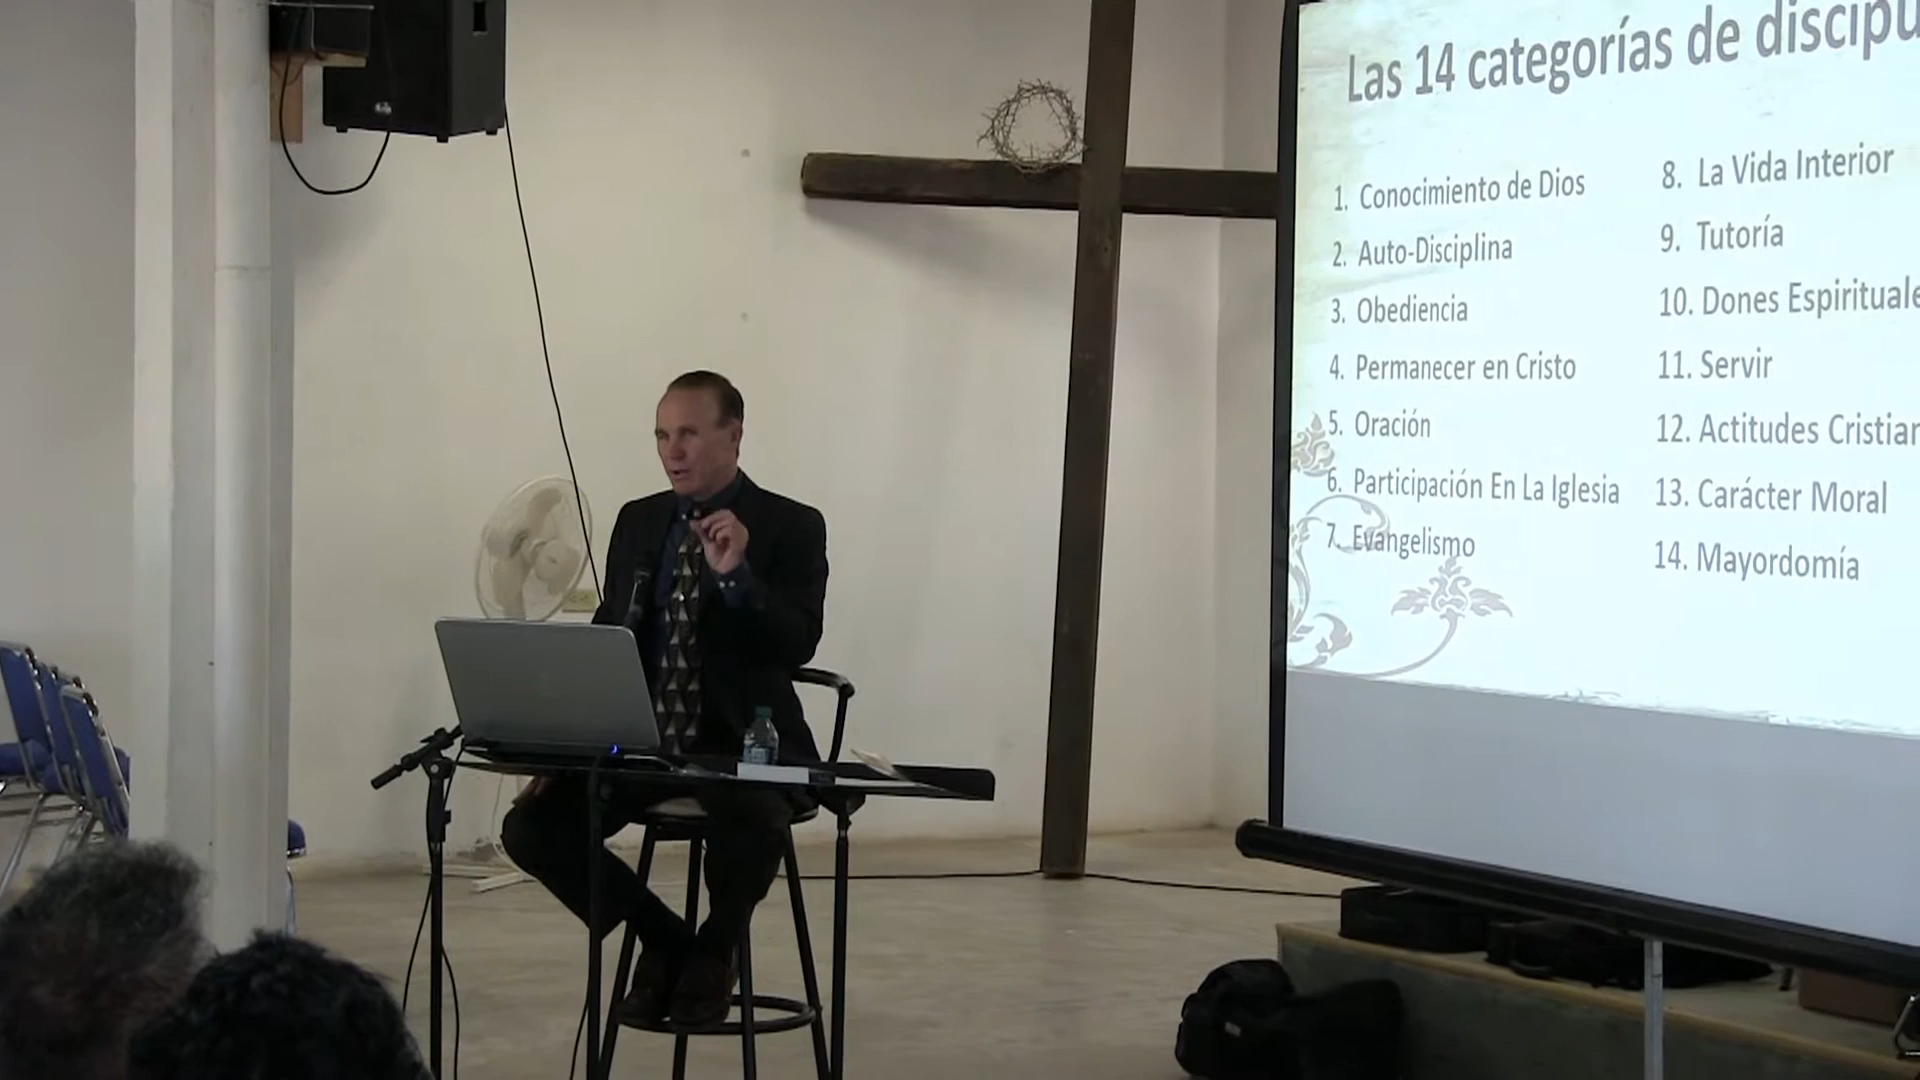 Las 14 categorías de discipu
1. Conocimiento de Dios
2. Auto-Disciplina
3. Obediencia
4. Permanecer en Cristo
5. Oración
6. Participación En La Iglesia
7. Evangelismo
8. La Vida Interior
9. Tutoría
10. Dones Espirituale
11. Servir
12. Actitudes Cristian
13. Carácter Moral
14. Mayordomía